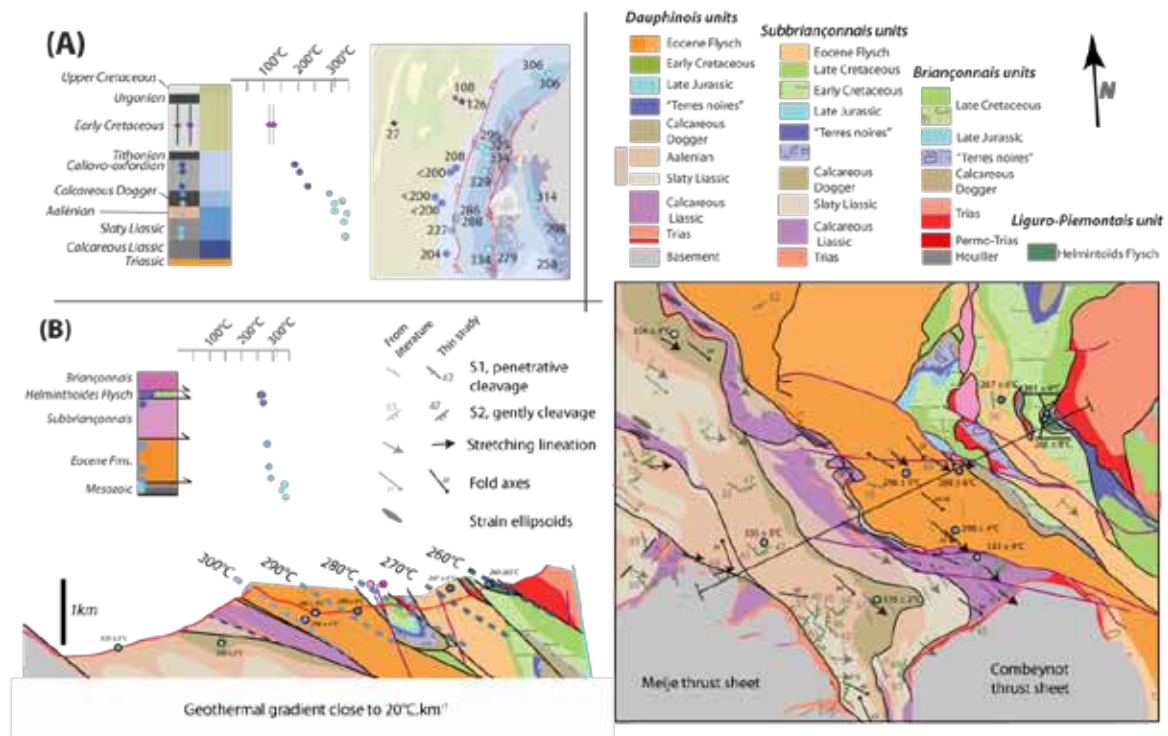 (A)
100°C
200°C
300°C
Upper Cretaceous
Urgonian
Early Cretaceous
Tithonian
Callovo-oxfordian
Calcareous Dogger
Aalénian
Slaty Liassic
Calcareous Liassic
Triassic
306
306
108
126
27
208
<200
329
<200
<200
286
288
227
204
334
279
314
258
Dauphinois units
Eocene Flysch
Early Cretaceous
Late Jurassic
"Terres noires"
Calcareous
Dogger
Aalenian
Slaty Liassic
Calcareous
Liassic
Trias
Basement
Subbriançonnais units
Eocene Flysch
Late Cretaceous
Early Cretaceous
Late Jurassic
"Terres noires"
Calcareous
Dogger
Slaty Liassic
Calcareous
Liassic
Trias
Briançonnais units
Late Cretaceous
Late Jurassic
"Terres noires"
Calcareous
Dogger
Trias
Permo-Trias
Houiller
Liguro-Piemontais unit
Helmintoïds Flysch
N
(B)
100°C
200°C
300°C
Briançonnais
Helminthoides Flysch
Subbriançonnais
Eocene Fms.
Mesozoic
From
literature
This study
S1, penetrative
cleavage
S2, gently cleavage
Stretching lineation
Fold axes
Strain ellipsoids
300°C
290°C
280°C
270°C
260°C
1km
Geothermal gradient close to 20°C.km⁻¹
Meije thrust sheet
Combeynot
thrust sheet